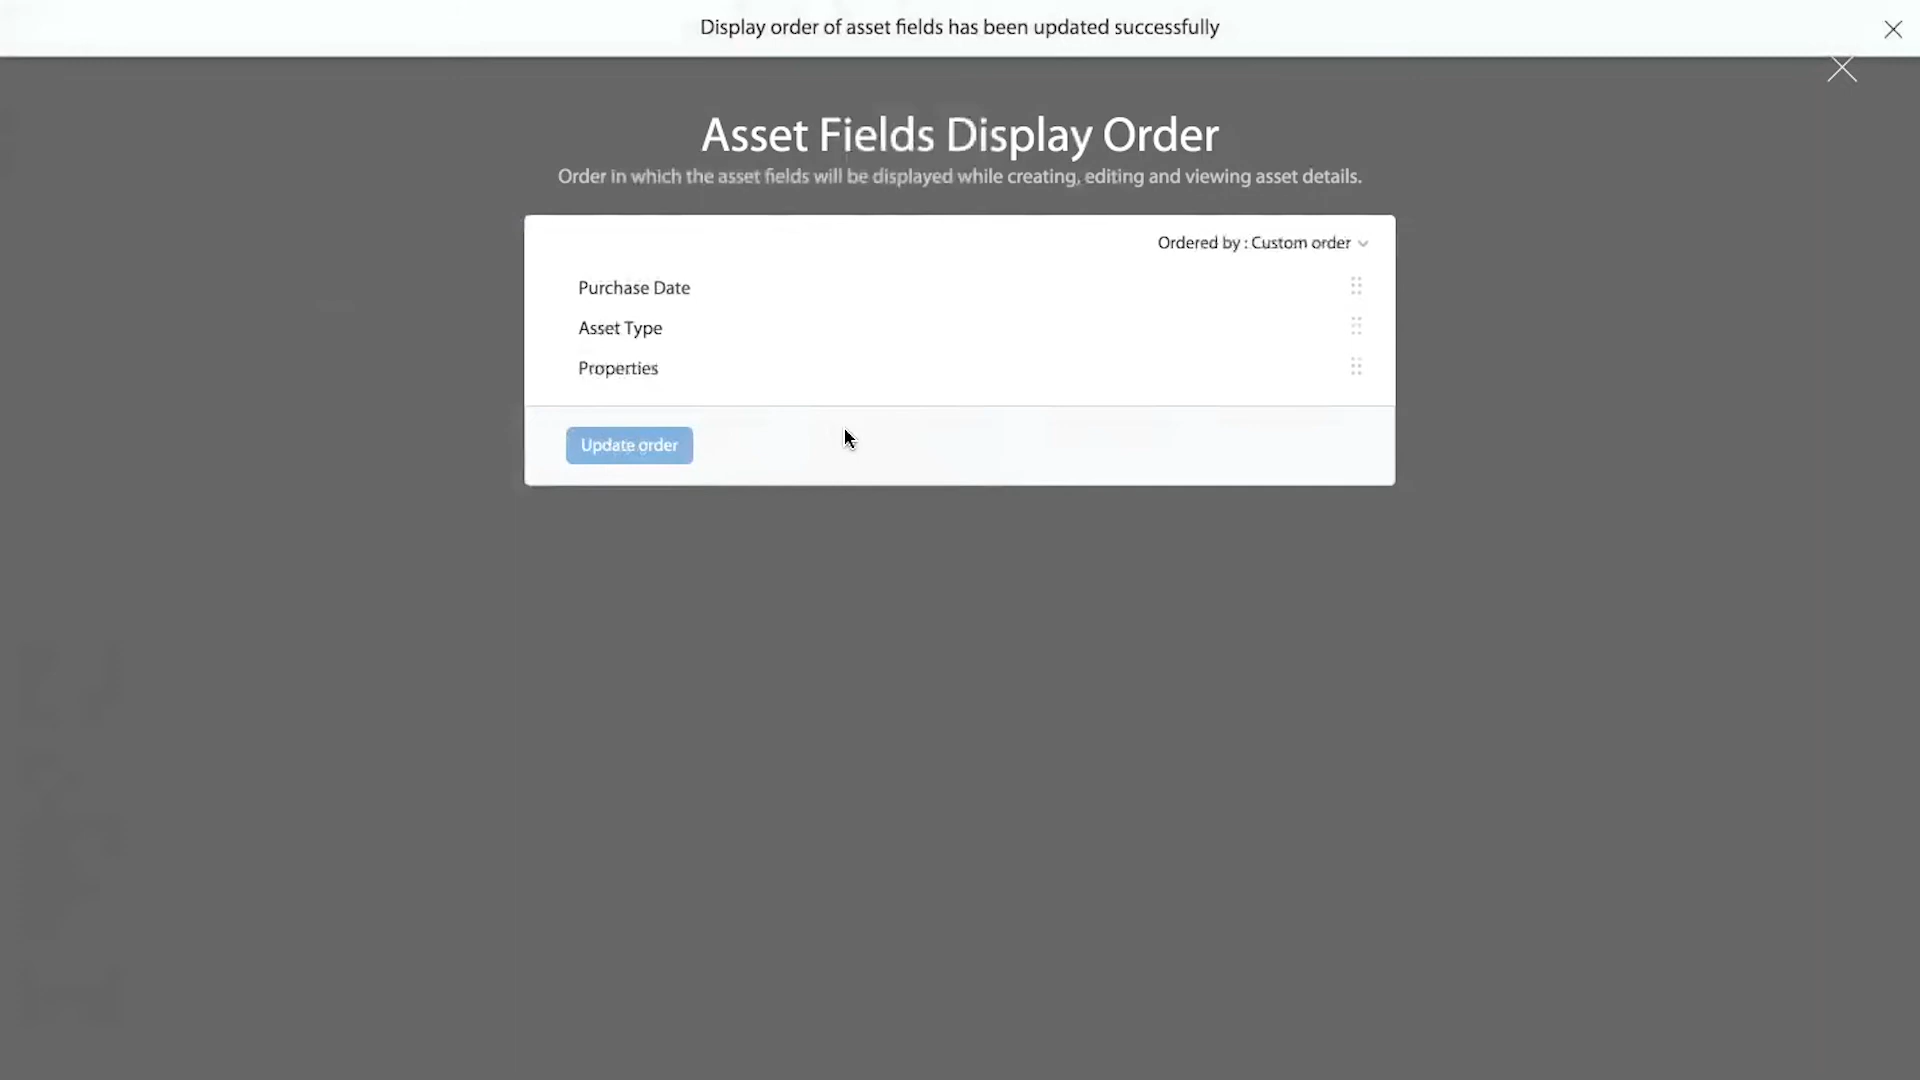 Display order of asset fields has been updated successfully
Asset Fields Display Order
Order in which the asset fields will be displayed while creating, editing and viewing asset details.
Ordered by : Custom order
Purchase Date
Asset Type
Properties
Update order